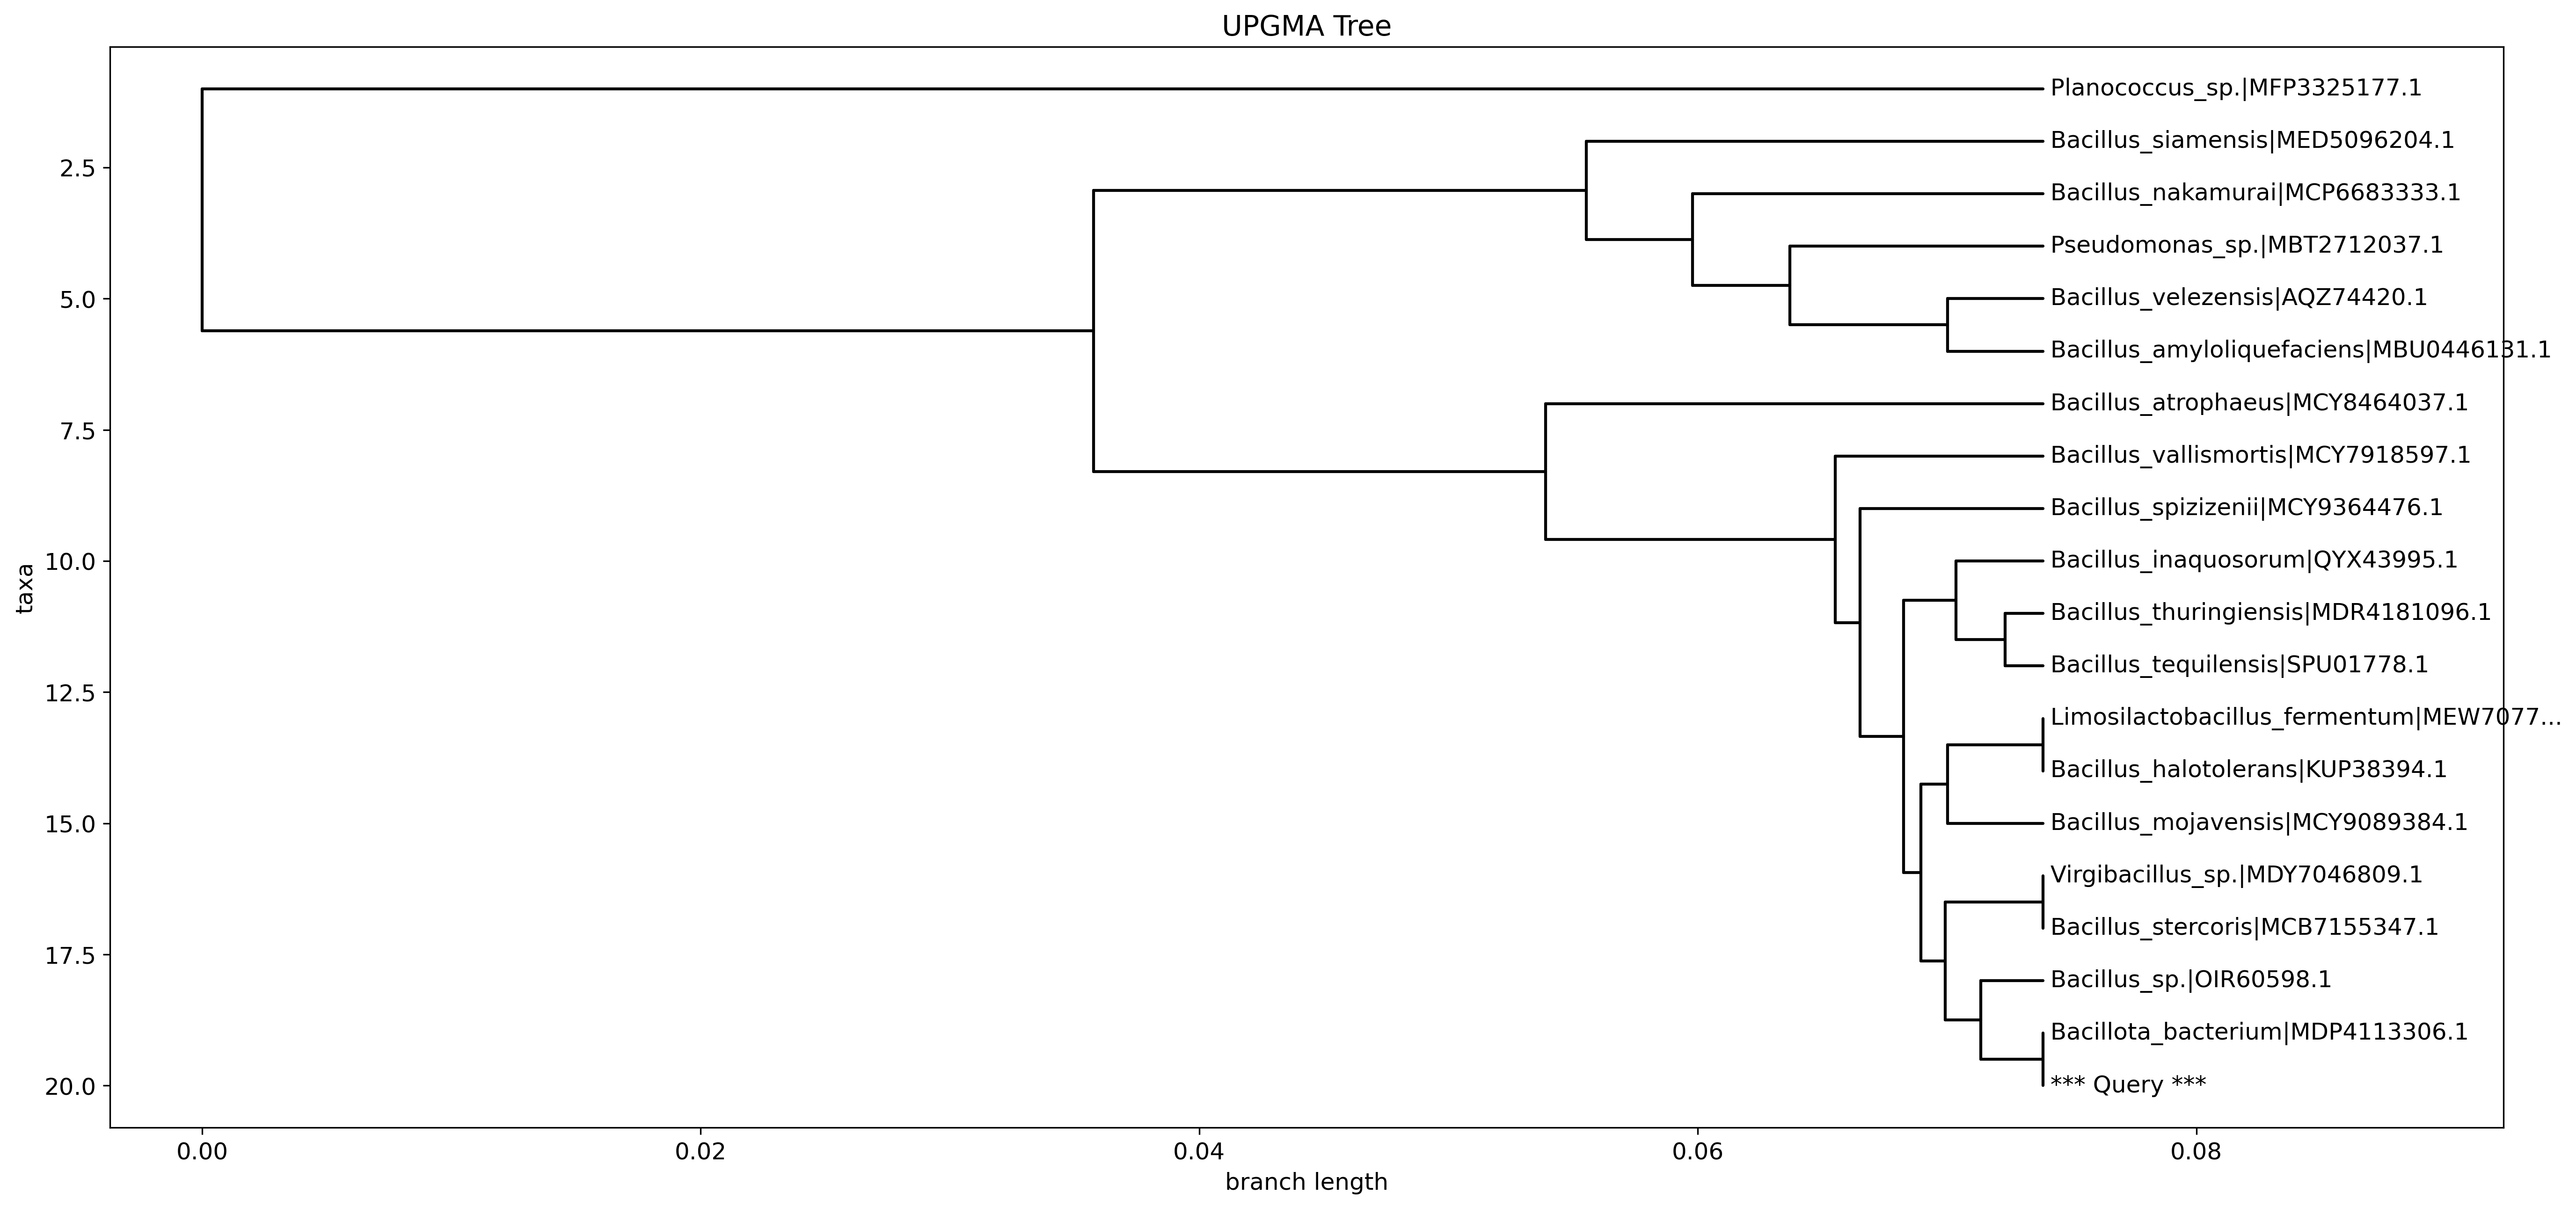 UPGMA Tree
Planococcus_sp.|MFP3325177.1
Bacillus_siamensis|MED5096204.1
2.5
Bacillus_nakamurai|MCP6683333.1
Pseudomonas_sp.|MBT2712037.1
5.0
Bacillus_velezensis|AQZ74420.1
Bacillus_amyloliquefaciens|MBU0446131.1
Bacillus_atrophaeus|MCY8464037.1
7.5
Bacillus_vallismortis|MCY7918597.1
Bacillus_spizizenii|MCY9364476.1
10.0
Bacillus_inaquosorum|QYX43995.1
taxa
Bacillus_thuringiensis|MDR4181096.1
Bacillus_tequilensis|SPU01778.1
12.5
Limosilactobacillus_fermentum|MEW7077...
Bacillus_halotolerans|KUP38394.1
15.0
Bacillus_mojavensis|MCY9089384.1
Virgibacillus_sp.|MDY7046809.1
Bacillus_stercoris|MCB7155347.1
17.5
Bacillus_sp.|OIR60598.1
Bacillota_bacterium|MDP4113306.1
20.0
*** Query ***
0.00 0.02 0.04 0.06 0.08
branch length